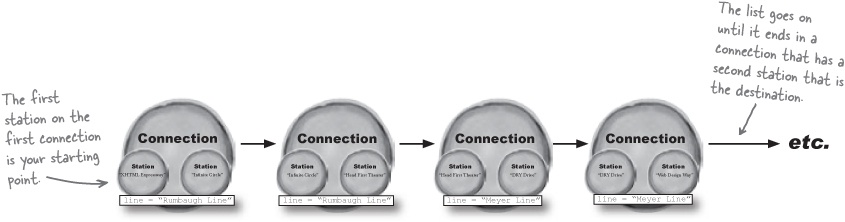 The list goes on
until it ends in a
connection that has a
second station that is
the destination.
The first
station on the
first connection
is your starting
point.
Connection
Station
"XHTML Expressway"
Station
"Infinite Circle"
line = "Rumbaugh Line"
Connection
Station
"Infinite Circle"
Station
"Head First Theater"
line = "Rumbaugh Line"
Connection
Station
"Head First Theater"
Station
"DRY Drive"
line = "Meyer Line"
Connection
Station
"DRY Drive"
Station
"Web Design Way"
line = "Meyer Line"
etc.